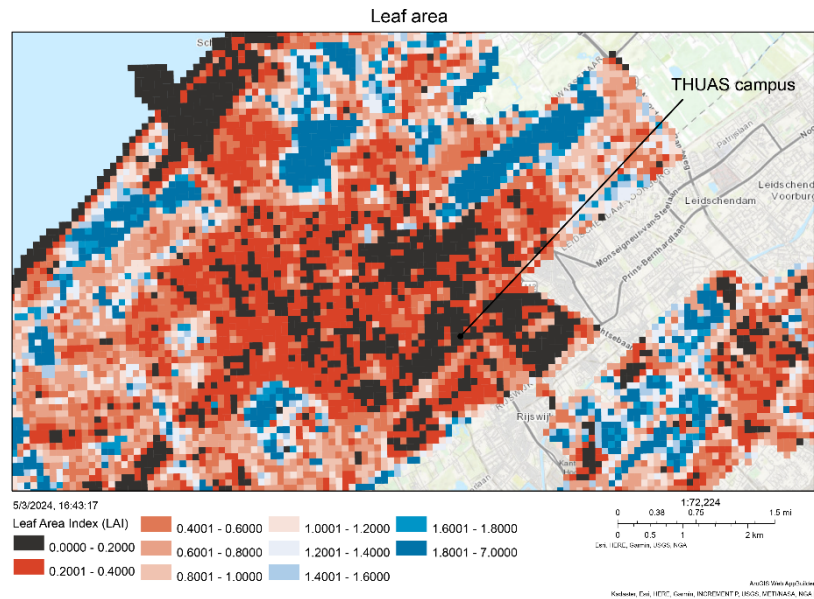 Leaf area
THUAS campus
Patrijslaan
Leidschendam
Leidschendam
Voorburg
Monseigneur-van-Steelaan
Prins-Bernhardlaan
Rijswijk
5/3/2024, 16:43:17
Leaf Area Index (LAI)
0.0000 - 0.2000
0.2001 - 0.4000
0.4001 - 0.6000
0.6001 - 0.8000
0.8001 - 1.0000
1.0001 - 1.2000
1.2001 - 1.4000
1.4001 - 1.6000
1.6001 - 1.8000
1.8001 - 7.0000
1:72,224
0 0.38 0.75 1.5 mi
0 0.5 1 2 km
Esri, HERE, Garmin, USGS, NGA
ArcGIS Web AppBuilder
Kadaster, Esri, HERE, Garmin, INCREMENT P, USGS, METI/NASA, NGA